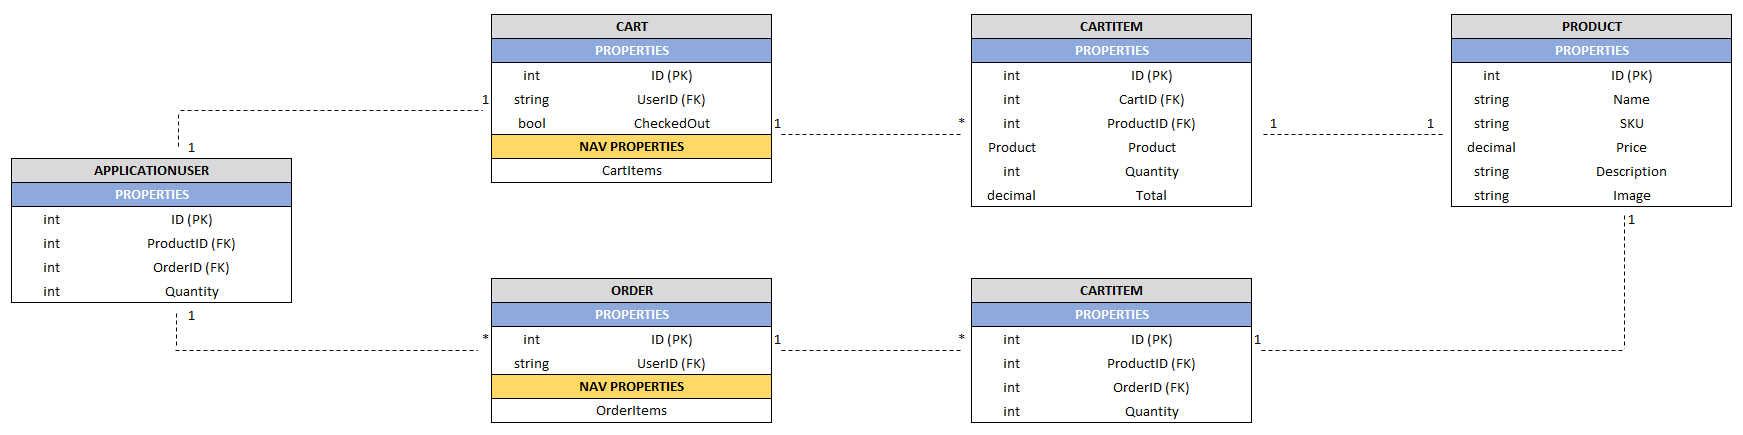 CART
PROPERTIES
int ID (PK)
string UserID (FK)
bool CheckedOut
NAV PROPERTIES
CartItems
CARTITEM
PROPERTIES
int ID (PK)
int CartID (FK)
int ProductID (FK)
Product Product
int Quantity
decimal Total
PRODUCT
PROPERTIES
int ID (PK)
string Name
string SKU
decimal Price
string Description
string Image
1
1
1
*
1
1
APPLICATIONUSER
PROPERTIES
int ID (PK)
int ProductID (FK)
int OrderID (FK)
int Quantity
1
*
ORDER
PROPERTIES
int ID (PK)
string UserID (FK)
NAV PROPERTIES
OrderItems
1
*
CARTITEM
PROPERTIES
int ID (PK)
int ProductID (FK)
int OrderID (FK)
int Quantity
1
1